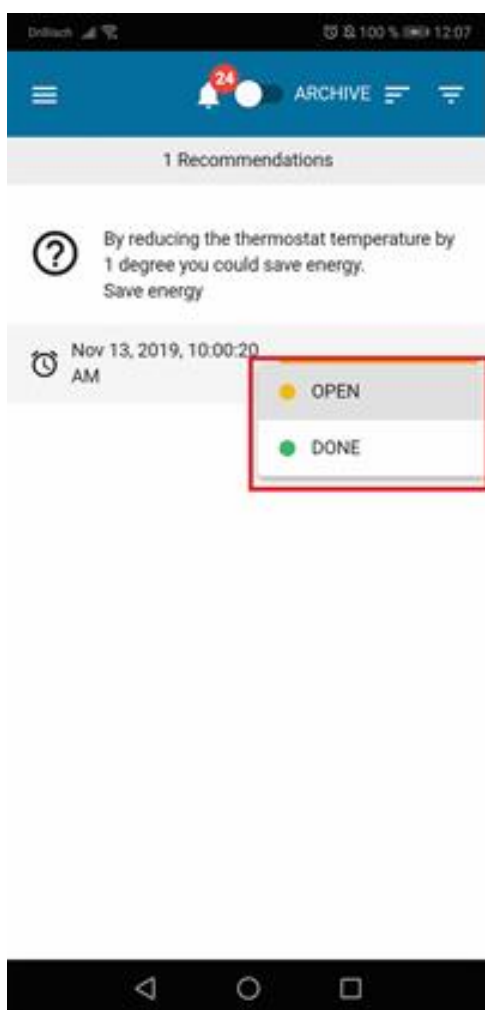 Drillisch 100 % 12:07
24
ARCHIVE
1 Recommendations
By reducing the thermostat temperature by
1 degree you could save energy.
Save energy
Nov 13, 2019, 10:00:20
AM
OPEN
DONE